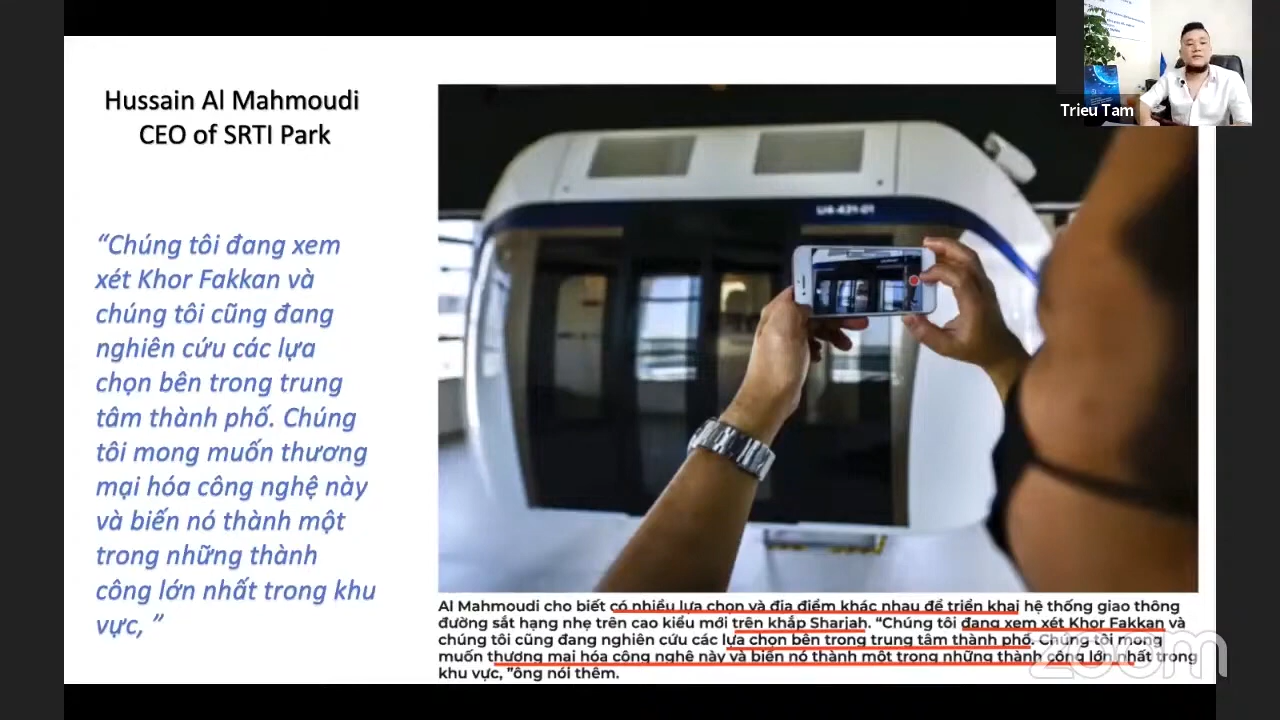 Trieu Tam
Hussain Al Mahmoudi
CEO of SRTI Park
“Chúng tôi đang xem
xét Khor Fakkan và
chúng tôi cũng đang
nghiên cứu các lựa
chọn bên trong trung
tâm thành phố. Chúng
tôi mong muốn thương
mại hóa công nghệ này
và biến nó thành một
trong những thành
công lớn nhất trong khu
vực, ”
Al Mahmoudi cho biết có nhiều lựa chọn và địa điểm khác nhau để triển khai hệ thống giao thông
đường sắt hạng nhẹ trên cao kiểu mới trên khắp Sharjah. “Chúng tôi đang xem xét Khor Fakkan và
chúng tôi cũng đang nghiên cứu các lựa chọn bên trong trung tâm thành phố. Chúng tôi mong
muốn thương mại hóa công nghệ này và biến nó thành một trong những thành công lớn nhất trong
khu vực, ”ông nói thêm.
zoom